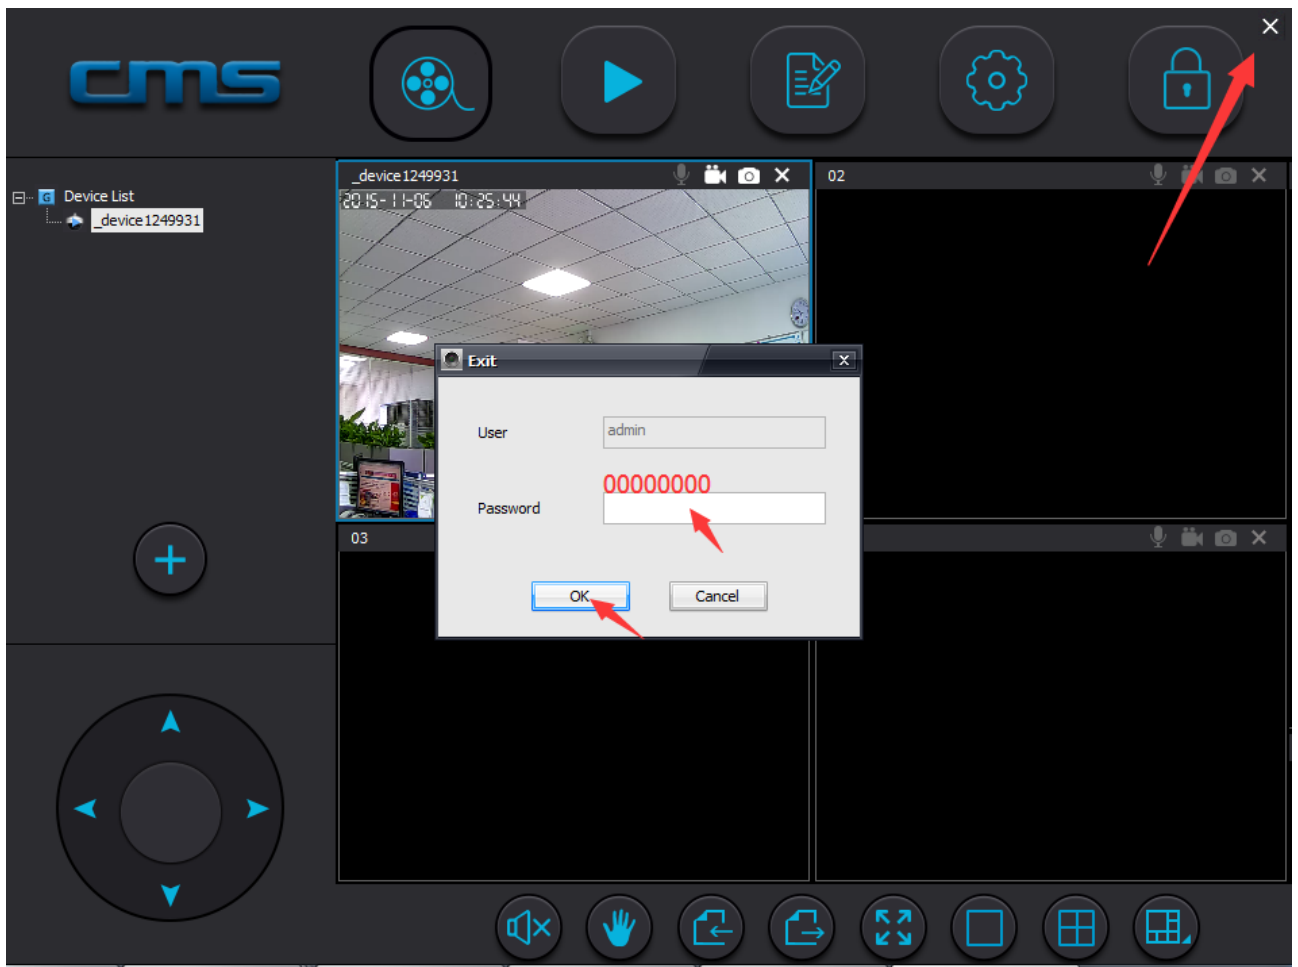 cms
_device1249931
02
2015-11-06 10:25:44
Device List
_device1249931
Exit
User
admin
00000000
Password
03
OK
Cancel